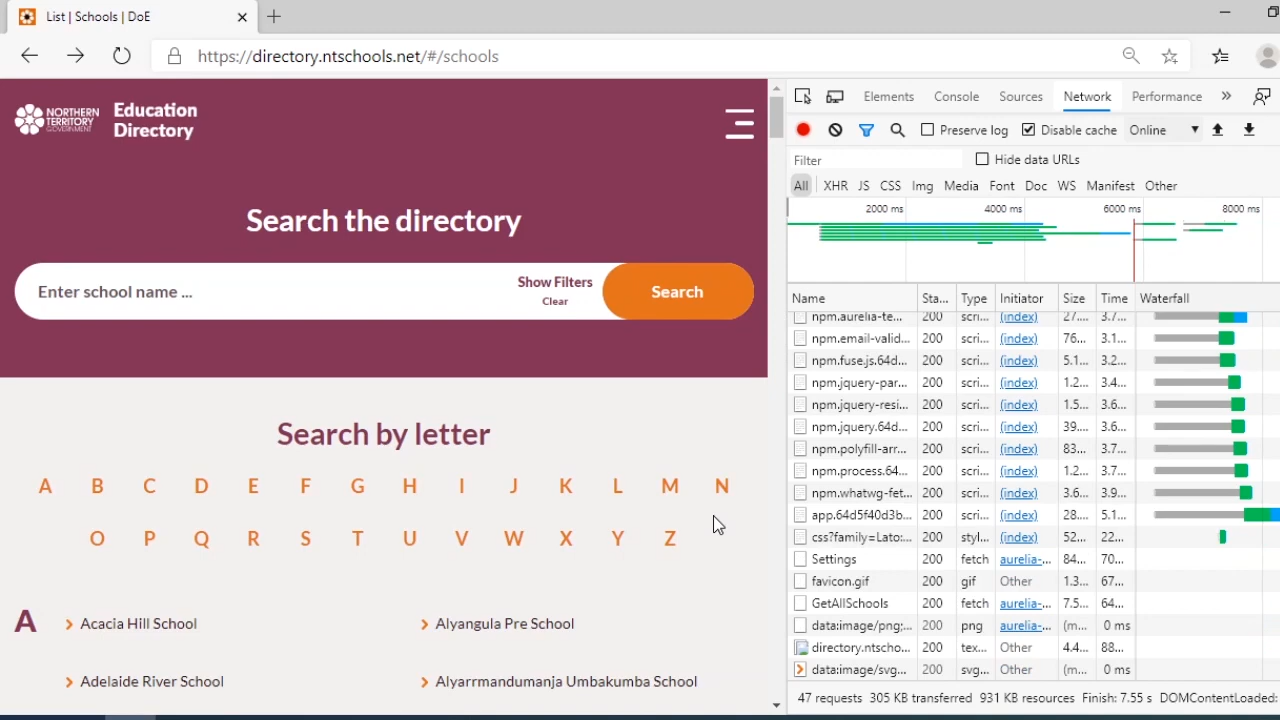 List | Schools | DoE
https://directory.ntschools.net/#/schools
NORTHERN
TERRITORY
GOVERNMENT
Education
Directory
Search the directory
Enter school name ...
Show Filters
Clear
Search
Search by letter
A B C D E F G H I J K L M N
O P Q R S T U V W X Y Z
A
Acacia Hill School
Alyangula Pre School
Adelaide River School
Alyarrmandumanja Umbakumba School
Elements Console Sources Network Performance
Preserve log Disable cache Online
Filter Hide data URLs
All XHR JS CSS Img Media Font Doc WS Manifest Other
2000 ms 4000 ms 6000 ms 8000 ms
Name Sta... Type Initiator Size Time Waterfall
npm.aurelia-te... 200 scri... (index) 27.... 3.7...
npm.email-valid... 200 scri... (index) 76... 3.1...
npm.fuse.js.64d... 200 scri... (index) 5.1... 3.2...
npm.jquery-par... 200 scri... (index) 1.2... 3.4...
npm.jquery-resi... 200 scri... (index) 1.5... 3.6...
npm.jquery.64d... 200 scri... (index) 39.... 3.6...
npm.polyfill-arr... 200 scri... (index) 83... 3.7...
npm.process.64... 200 scri... (index) 1.2... 3.7...
npm.whatwg-fet... 200 scri... (index) 3.6... 3.9...
app.64d5f40d3b... 200 scri... (index) 28.... 5.1...
css?family=Lato:... 200 styl... (index) 52... 22...
Settings 200 fetch aurelia-... 84... 70...
favicon.gif 200 gif Other 1.3... 67...
GetAllSchools 200 fetch aurelia-... 7.5... 64...
data:image/png;... 200 png aurelia-... (m... 0 ms
directory.ntscho... 200 tex... Other 4.4... 88...
data:image/svg... 200 svg... Other (m... 0 ms
47 requests 305 KB transferred 931 KB resources Finish: 7.55 s DOMContentLoaded: